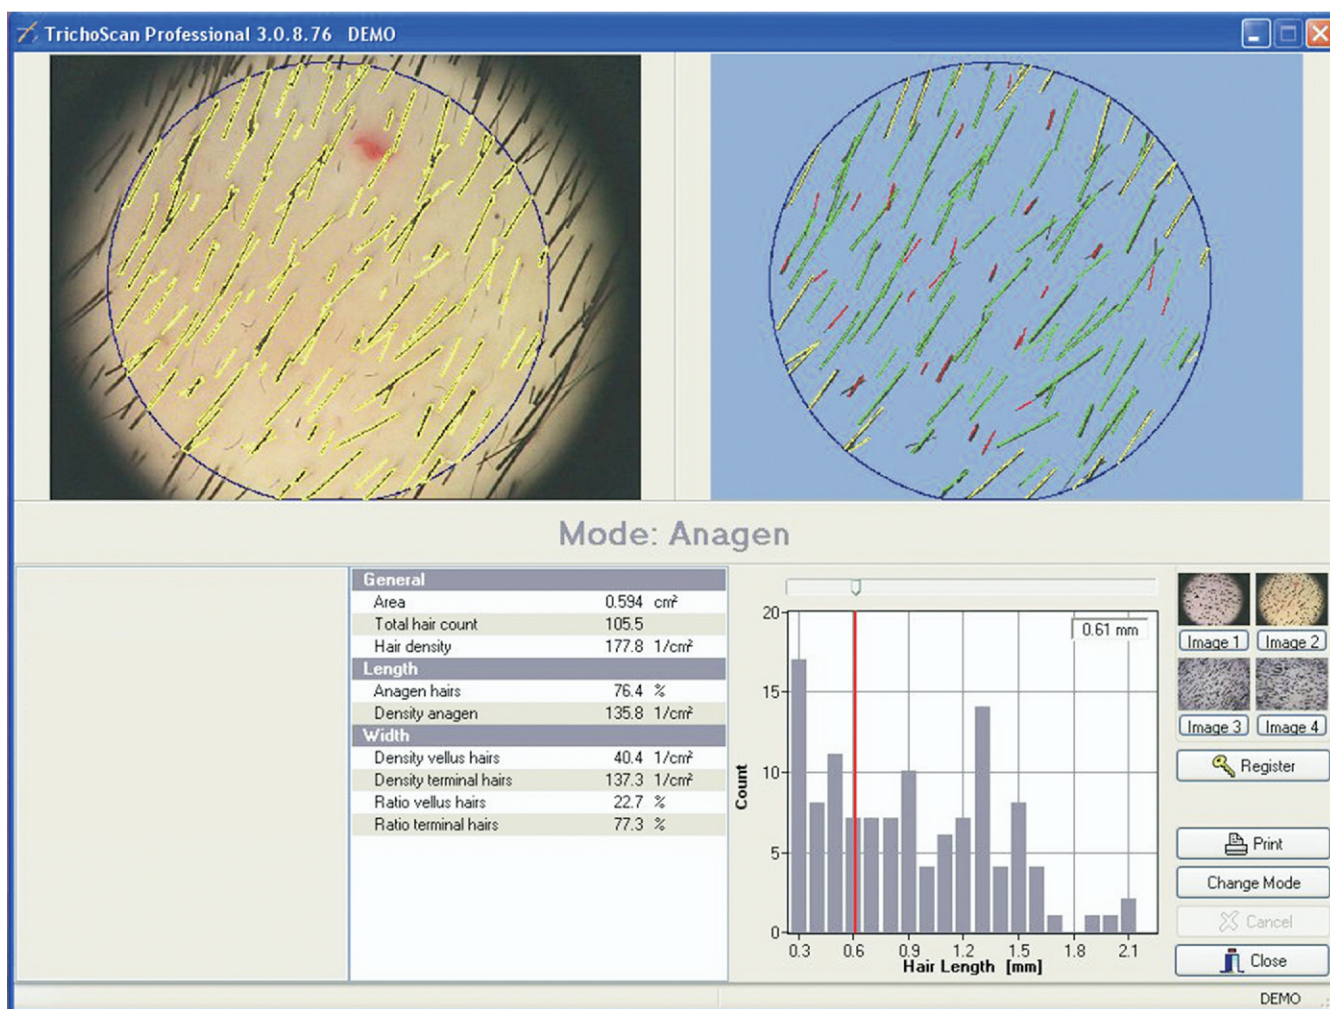 TrichoScan Professional 3.0.8.76 DEMO
Mode: Anagen
General
Area 0.594 cm²
Total hair count 105.5
Hair density 177.8 1/cm²
Length
Anagen hairs 76.4 %
Density anagen 135.8 1/cm²
Width
Density vellus hairs 40.4 1/cm²
Density terminal hairs 137.3 1/cm²
Ratio vellus hairs 22.7 %
Ratio terminal hairs 77.3 %
0.61 mm
Count
20
15
10
5
0
0.3 0.6 0.9 1.2 1.5 1.8 2.1
Hair Length [mm]
Image 1 Image 2
Image 3 Image 4
Register
Print
Change Mode
Cancel
Close
DEMO